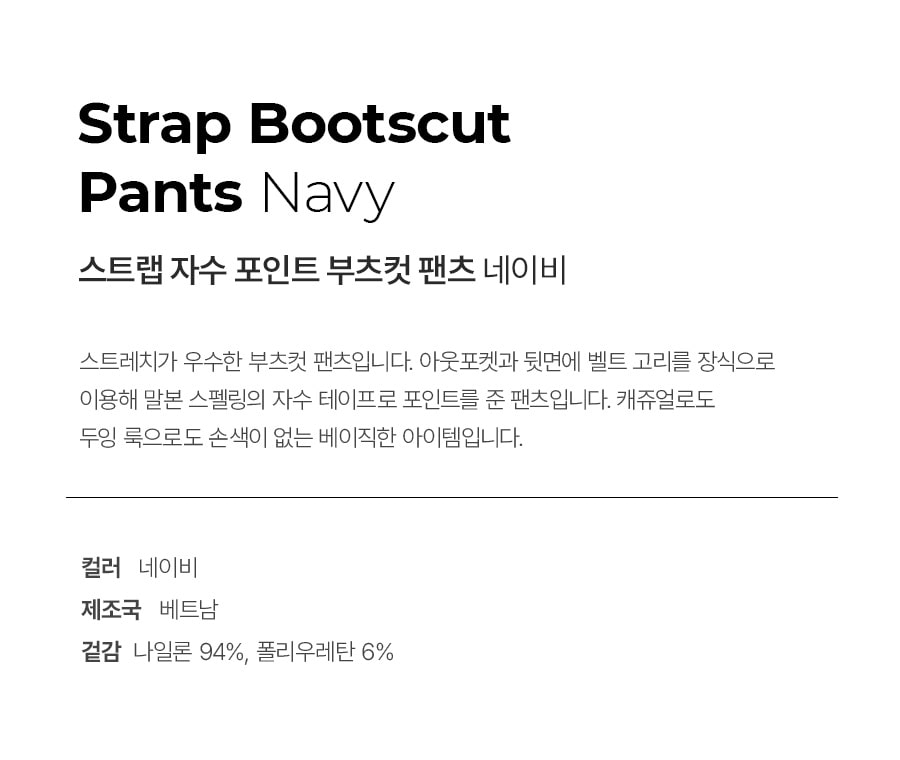 Strap Bootscut
Pants Navy
스트랩 자수 포인트 부츠컷 팬츠 네이비
스트레치가 우수한 부츠컷 팬츠입니다. 아웃포켓과 뒷면에 벨트 고리를 장식으로
이용해 말본 스펠링의 자수 테이프로 포인트를 준 팬츠입니다. 캐쥬얼로도
두잉 룩으로도 손색이 없는 베이직한 아이템입니다.
컬러 네이비
제조국 베트남
겉감 나일론 94%, 폴리우레탄 6%